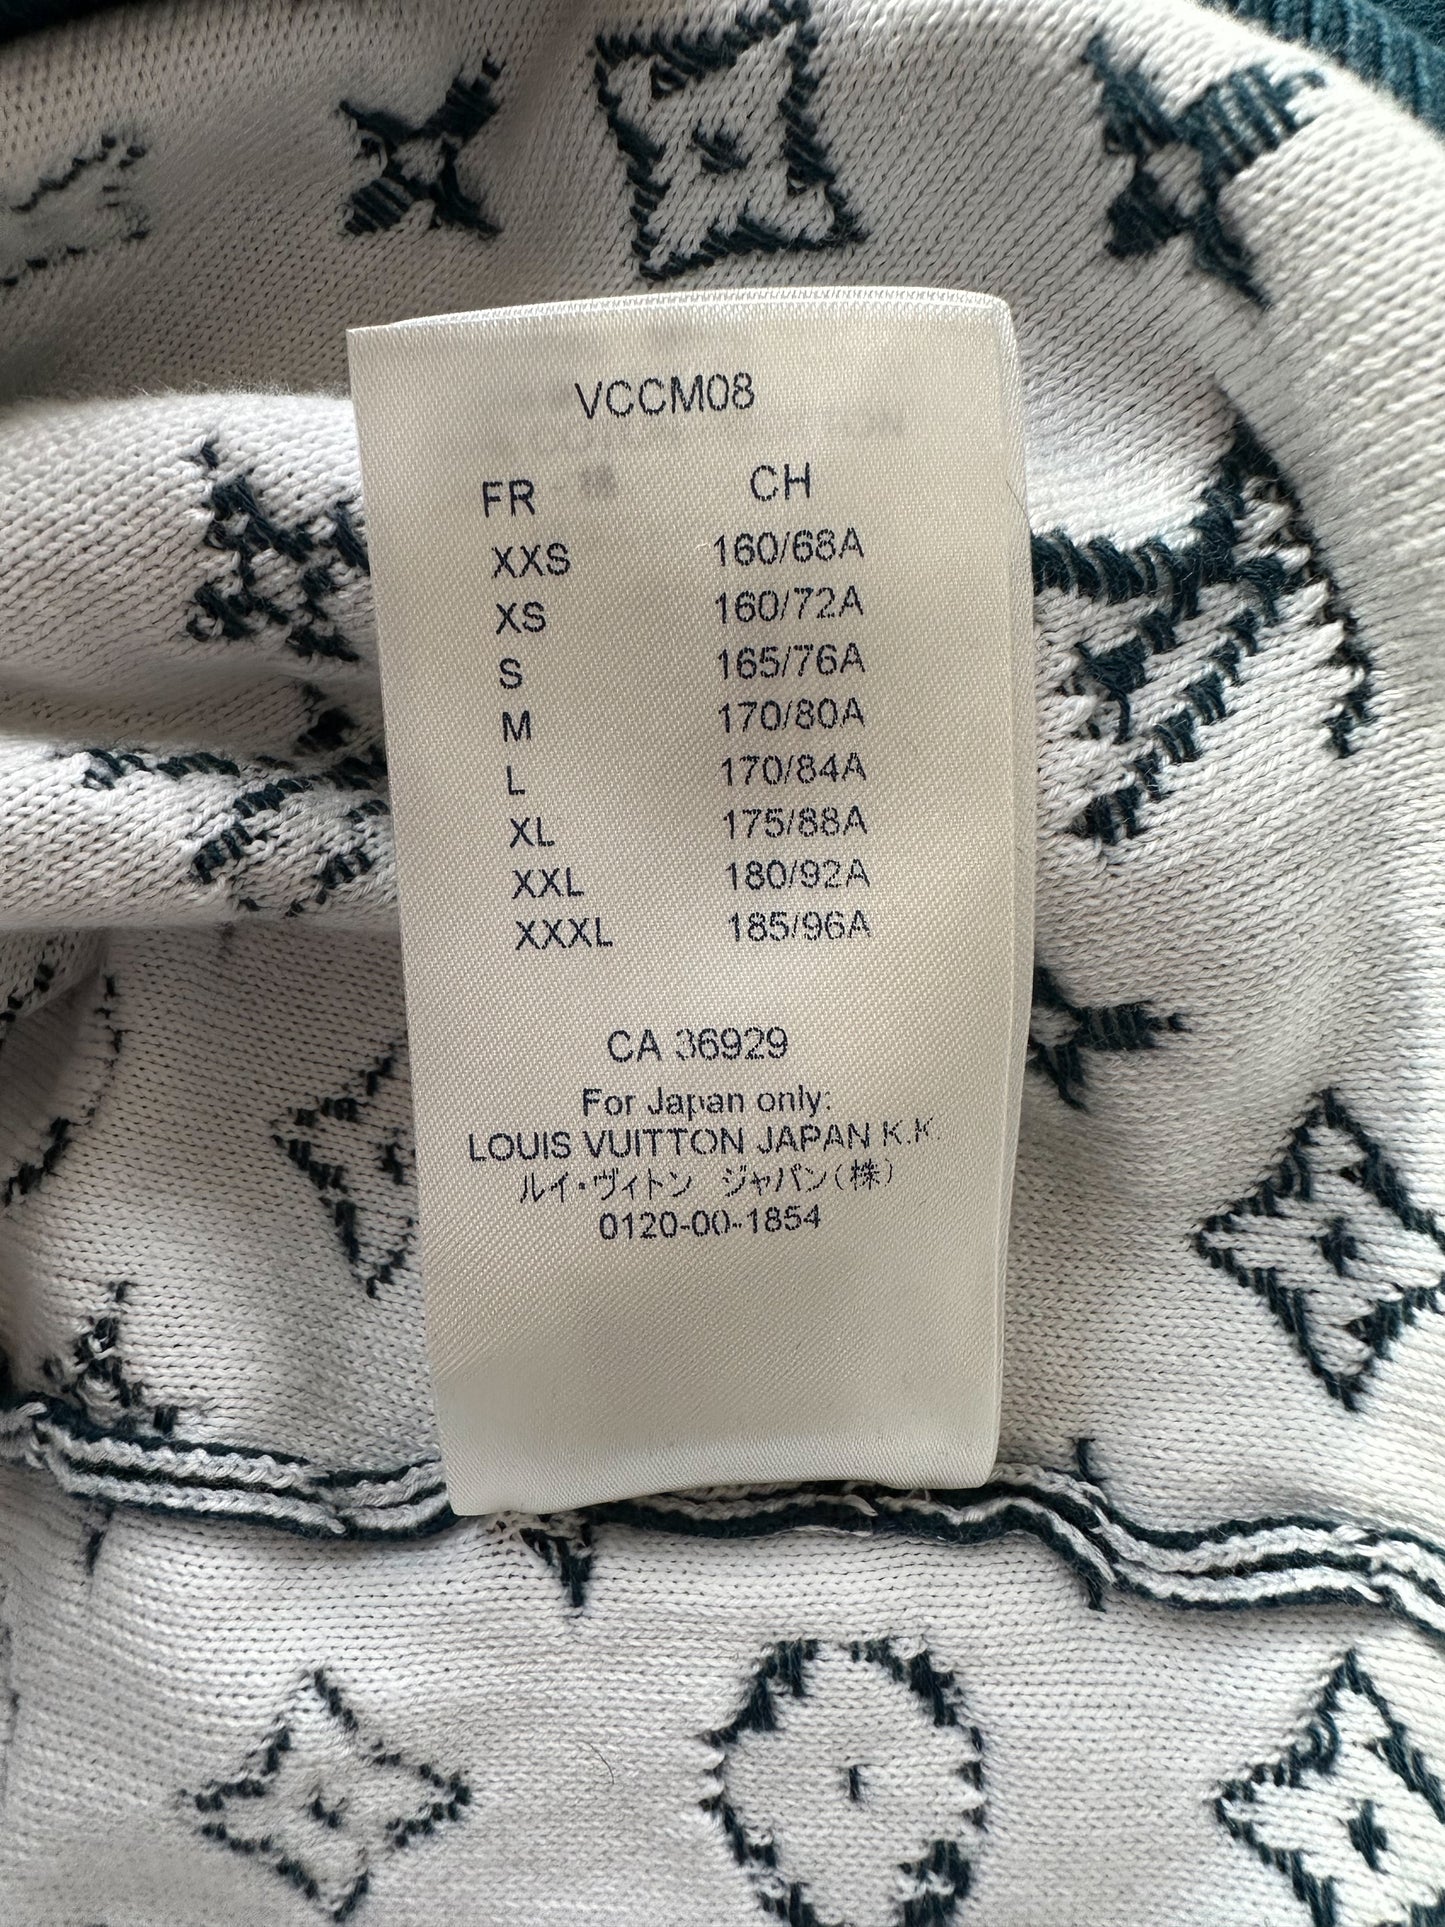 VCCM08
FR CH
XXS 160/68A
XS 160/72A
S 165/76A
M 170/80A
L 170/84A
XL 175/88A
XXL 180/92A
XXXL 185/96A
CA 36929
For Japan only:
LOUIS VUITTON JAPAN K.K.
ルイ・ヴィトン ジャパン(株)
0120-00-1854